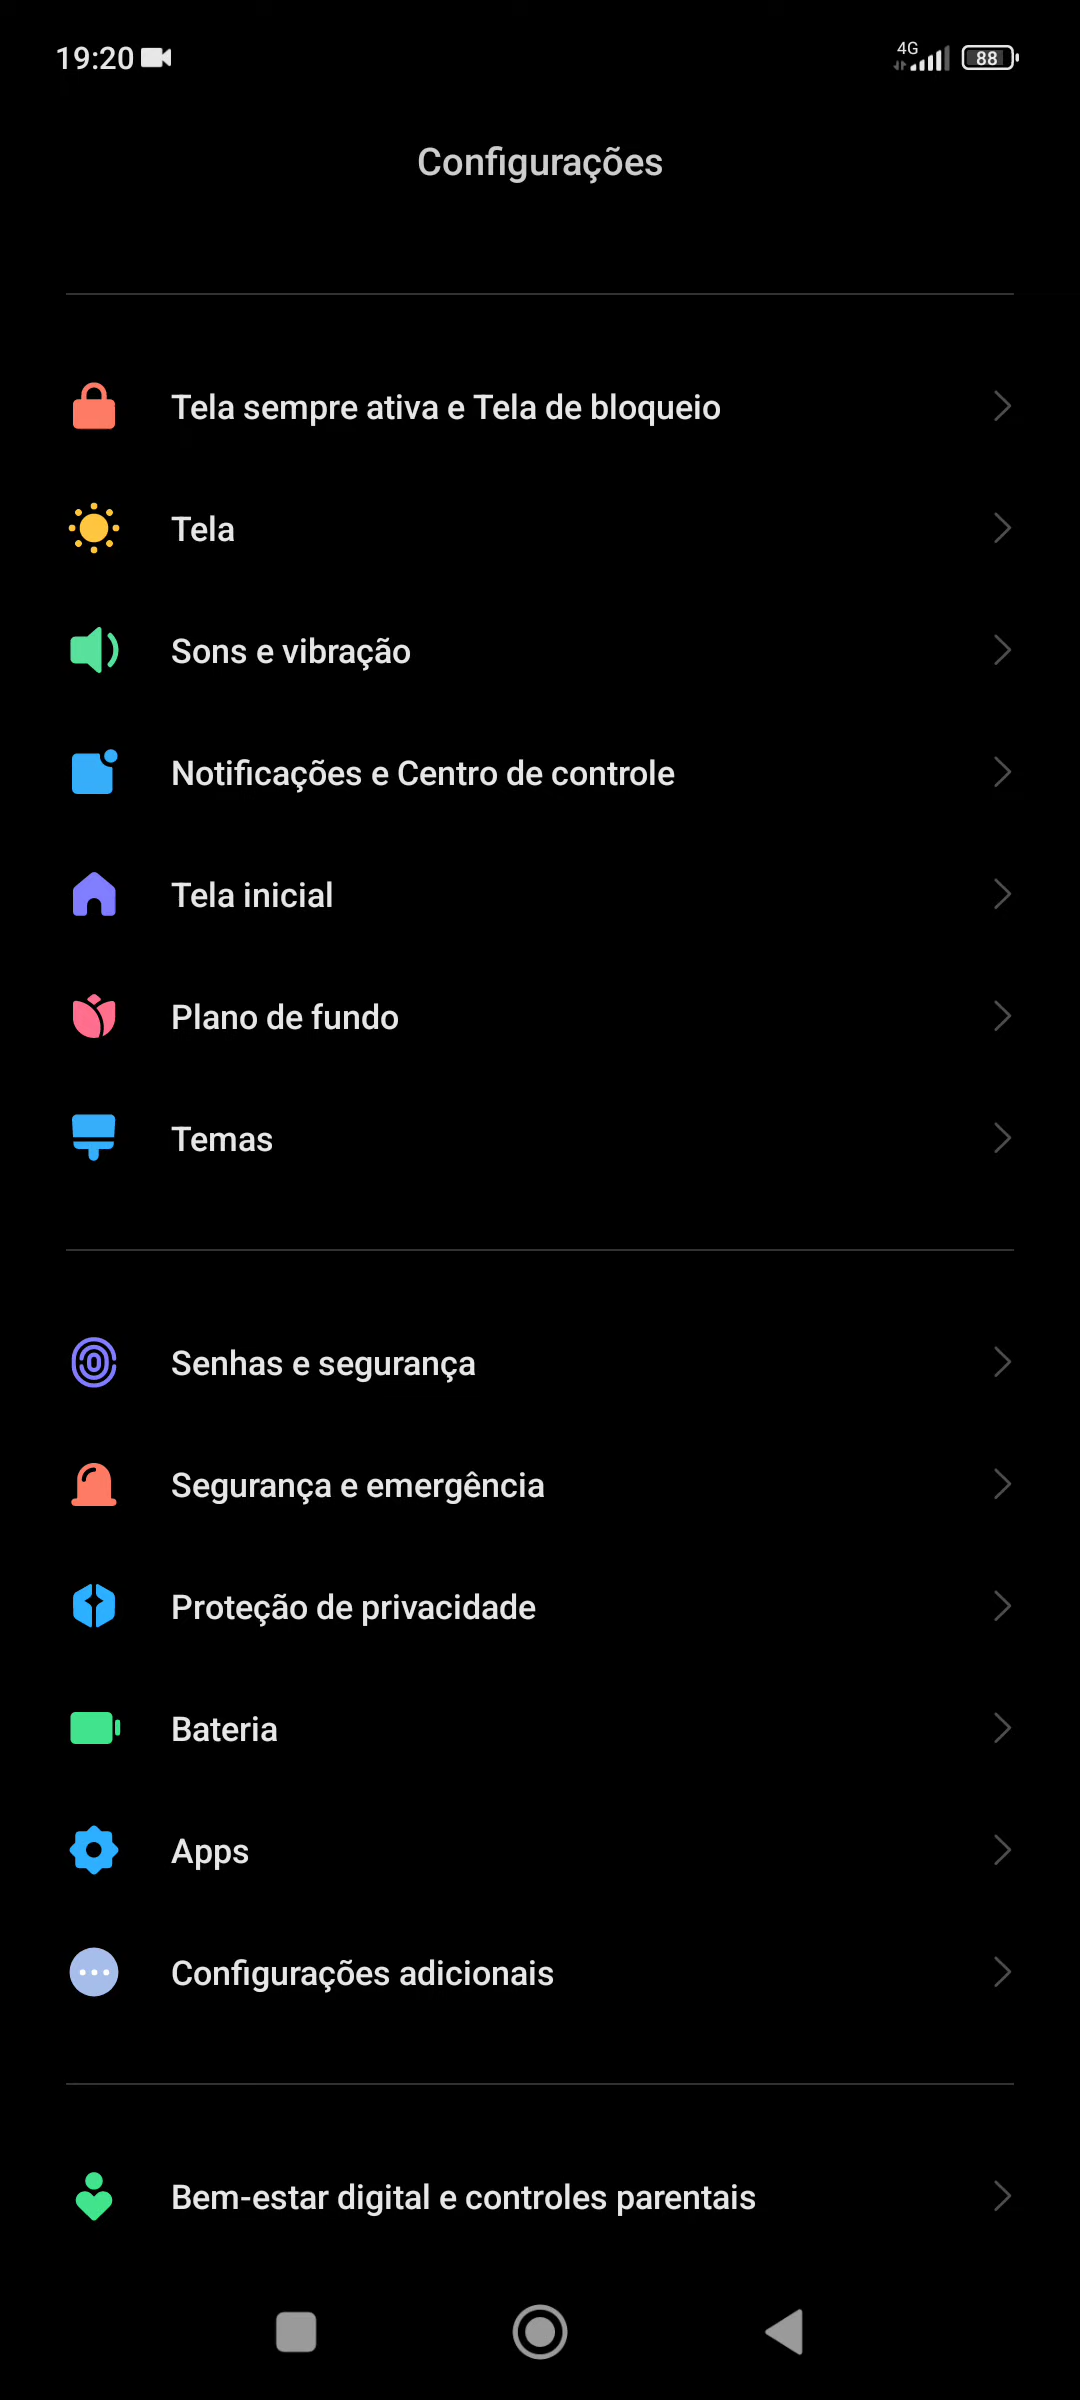 19:20
4G
88
Configurações
Tela sempre ativa e Tela de bloqueio
Tela
Sons e vibração
Notificações e Centro de controle
Tela inicial
Plano de fundo
Temas
Senhas e segurança
Segurança e emergência
Proteção de privacidade
Bateria
Apps
Configurações adicionais
Bem-estar digital e controles parentais